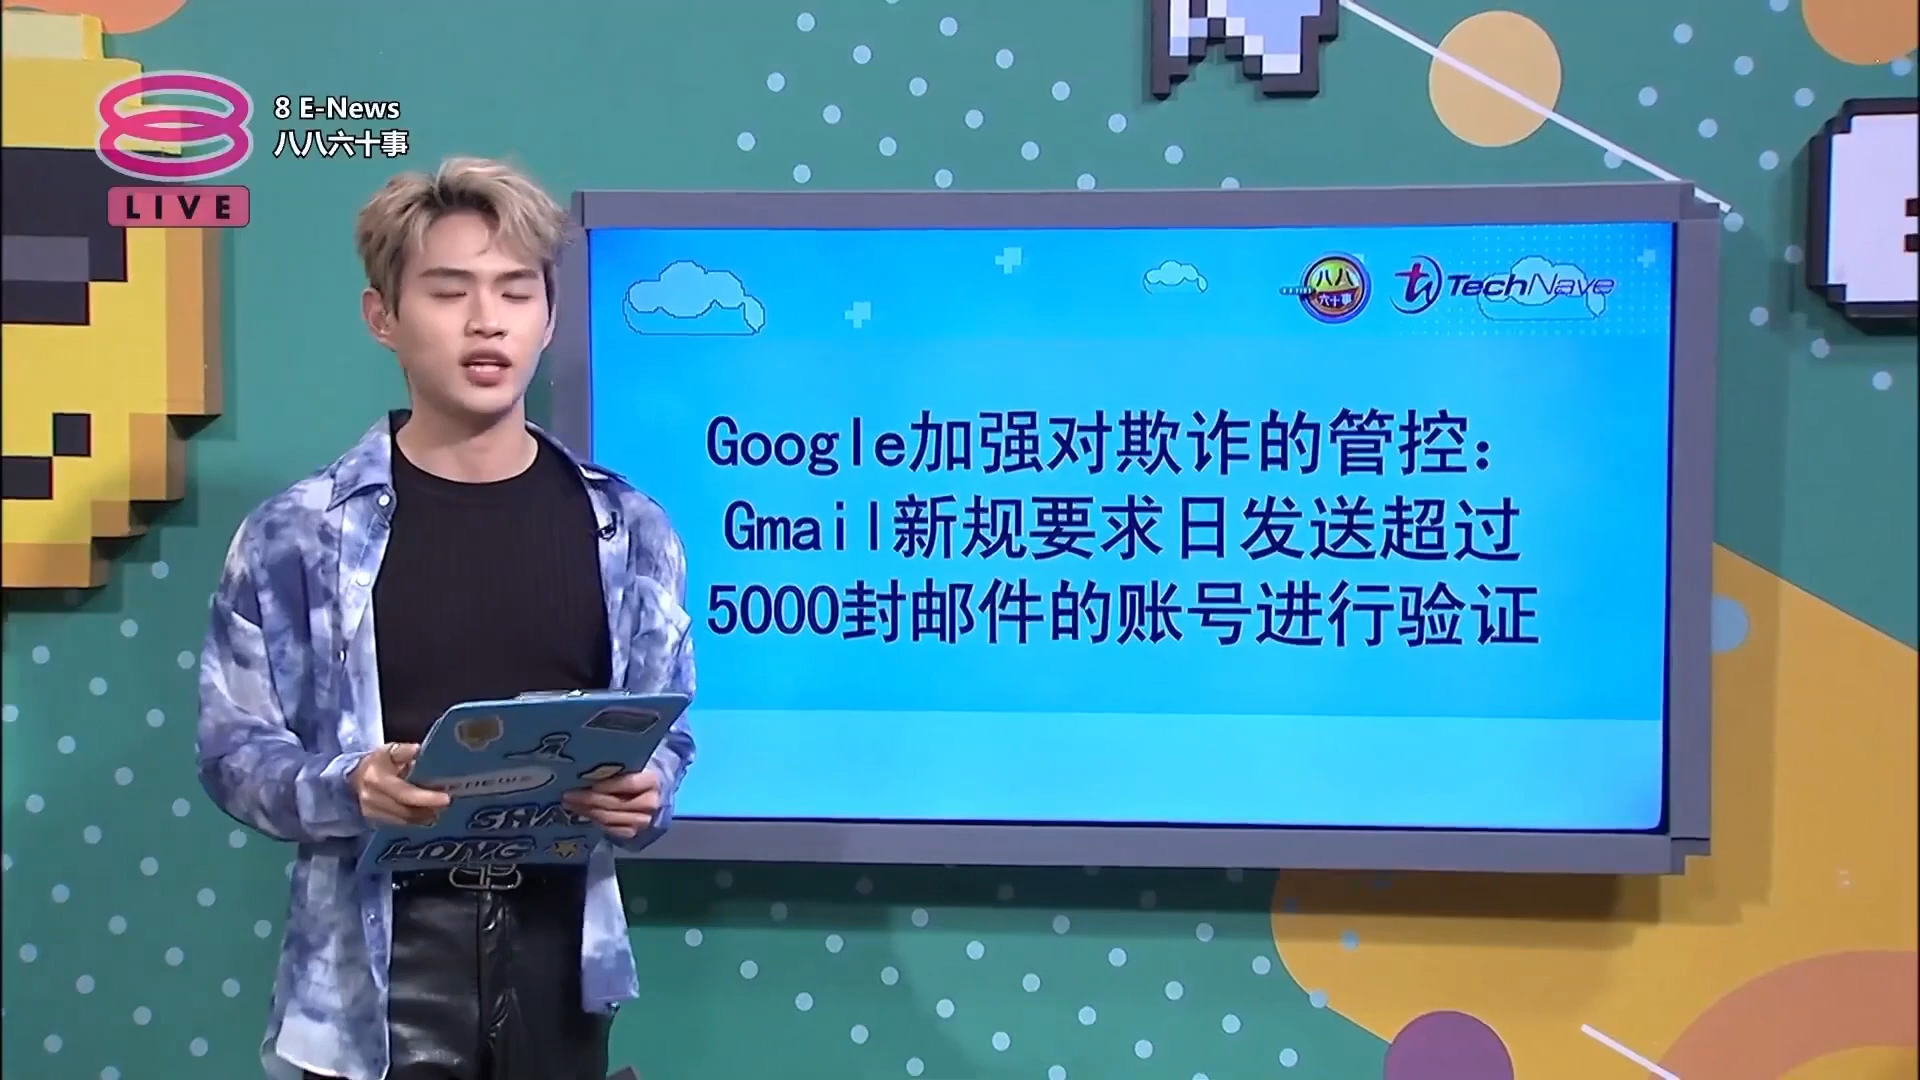 8 E-News
八八六十事
LIVE
八八
六十事
TechNave
Google加强对欺诈的管控：
Gmail新规要求日发送超过
5000封邮件的账号进行验证
LONG